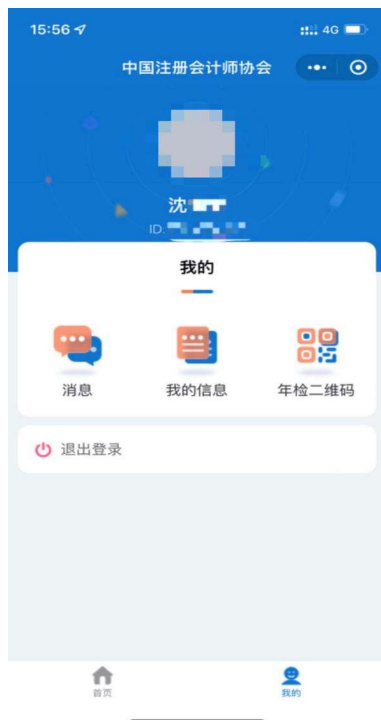 15:56
4G
中国注册会计师协会
沈
ID:
我的
消息 我的信息 年检二维码
退出登录
首页 我的